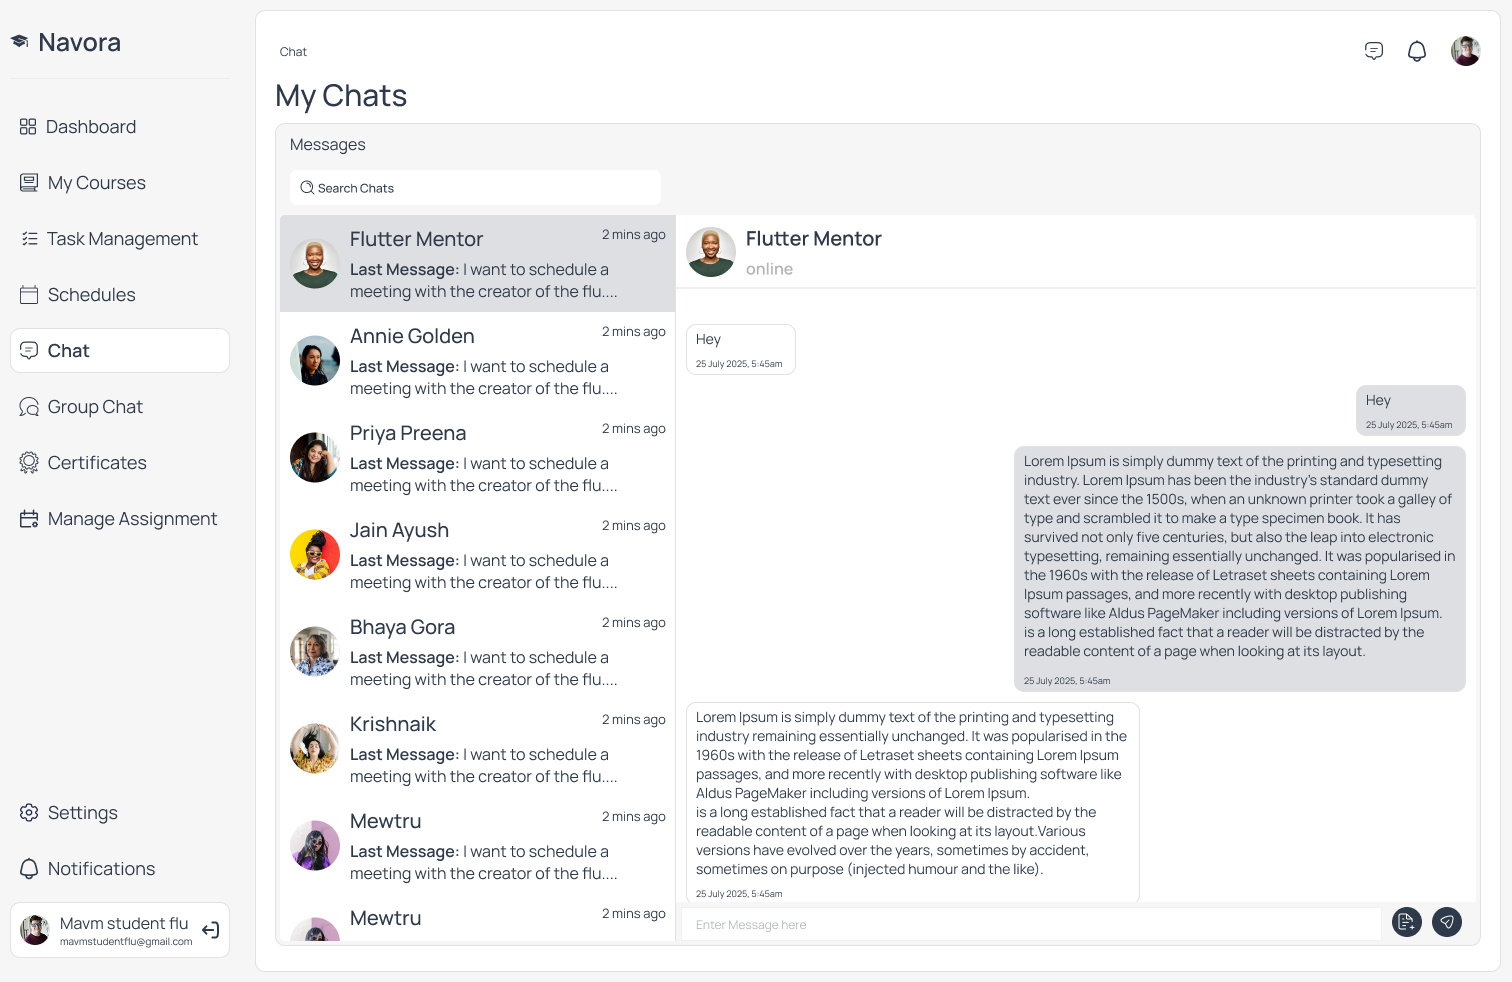 Navora
Dashboard
My Courses
Task Management
Schedules
Chat
Group Chat
Certificates
Manage Assignment
Settings
Notifications
Mavm student flu
mavmstudentflu@gmail.com
Chat
My Chats
Messages
Search Chats
Flutter Mentor
2 mins ago
Last Message: I want to schedule a
meeting with the creator of the flu....
Annie Golden
2 mins ago
Last Message: I want to schedule a
meeting with the creator of the flu....
Priya Preena
2 mins ago
Last Message: I want to schedule a
meeting with the creator of the flu....
Jain Ayush
2 mins ago
Last Message: I want to schedule a
meeting with the creator of the flu....
Bhaya Gora
2 mins ago
Last Message: I want to schedule a
meeting with the creator of the flu....
Krishnaik
2 mins ago
Last Message: I want to schedule a
meeting with the creator of the flu....
Mewtru
2 mins ago
Last Message: I want to schedule a
meeting with the creator of the flu....
Mewtru
2 mins ago
Flutter Mentor
online
Hey
25 July 2025, 5:45am
Hey
25 July 2025, 5:45am
Lorem Ipsum is simply dummy text of the printing and typesetting
industry. Lorem Ipsum has been the industry's standard dummy
text ever since the 1500s, when an unknown printer took a galley of
type and scrambled it to make a type specimen book. It has
survived not only five centuries, but also the leap into electronic
typesetting, remaining essentially unchanged. It was popularised in
the 1960s with the release of Letraset sheets containing Lorem
Ipsum passages, and more recently with desktop publishing
software like Aldus PageMaker including versions of Lorem Ipsum.
is a long established fact that a reader will be distracted by the
readable content of a page when looking at its layout.
25 July 2025, 5:45am
Lorem Ipsum is simply dummy text of the printing and typesetting
industry remaining essentially unchanged. It was popularised in the
1960s with the release of Letraset sheets containing Lorem Ipsum
passages, and more recently with desktop publishing software like
Aldus PageMaker including versions of Lorem Ipsum.
is a long established fact that a reader will be distracted by the
readable content of a page when looking at its layout.Various
versions have evolved over the years, sometimes by accident,
sometimes on purpose (injected humour and the like).
25 July 2025, 5:45am
Enter Message here